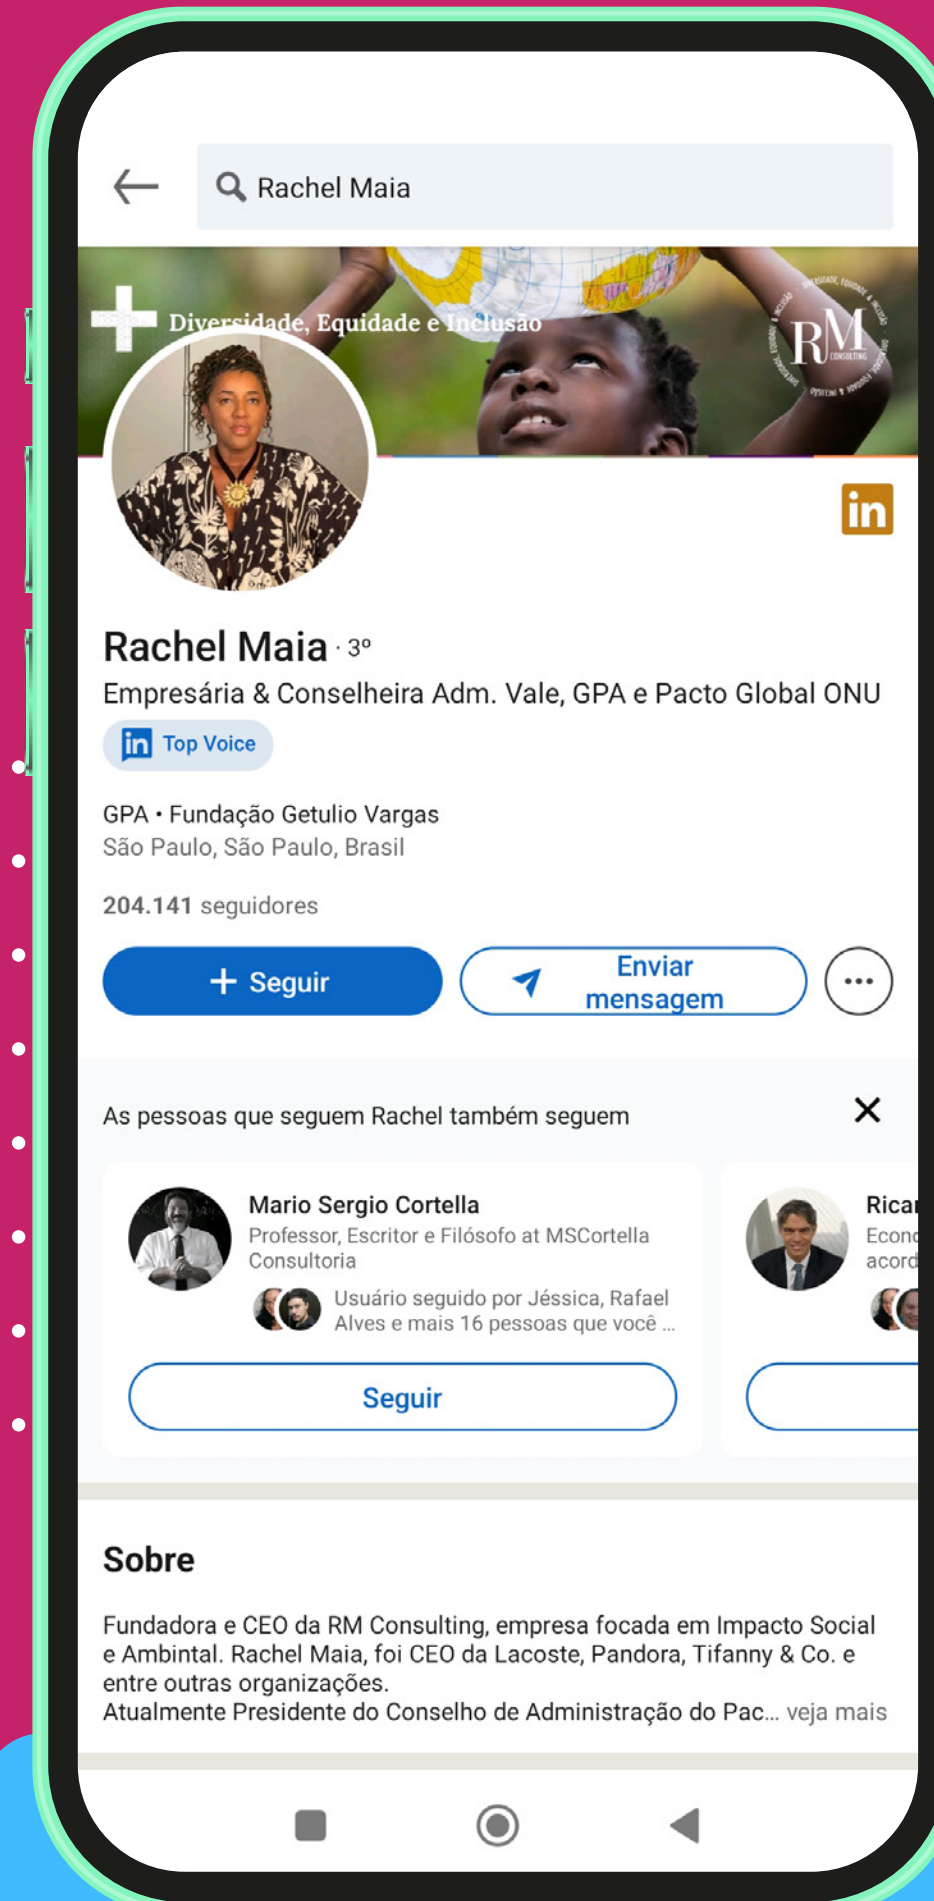 Rachel Maia
Diversidade, Equidade e Inclusão
RM
CONSULTING
in
Rachel Maia · 3º
Empresária & Conselheira Adm. Vale, GPA e Pacto Global ONU
in Top Voice
GPA • Fundação Getulio Vargas
São Paulo, São Paulo, Brasil
204.141 seguidores
+ Seguir
Enviar
mensagem
As pessoas que seguem Rachel também seguem
Mario Sergio Cortella
Professor, Escritor e Filósofo at MSCortella
Consultoria
Usuário seguido por Jéssica, Rafael
Alves e mais 16 pessoas que você ...
Seguir
Ricar
Econo
acord
Sobre
Fundadora e CEO da RM Consulting, empresa focada em Impacto Social
e Ambintal. Rachel Maia, foi CEO da Lacoste, Pandora, Tifanny & Co. e
entre outras organizações.
Atualmente Presidente do Conselho de Administração do Pac... veja mais